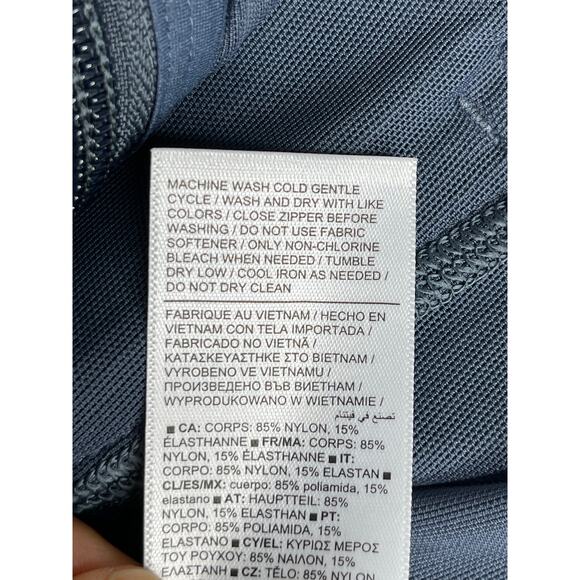 MACHINE WASH COLD GENTLE
CYCLE / WASH AND DRY WITH LIKE
COLORS / CLOSE ZIPPER BEFORE
WASHING / DO NOT USE FABRIC
SOFTENER / ONLY NON-CHLORINE
BLEACH WHEN NEEDED / TUMBLE
DRY LOW / COOL IRON AS NEEDED /
DO NOT DRY CLEAN
FABRIQUE AU VIETNAM / HECHO EN
VIETNAM CON TELA IMPORTADA /
FABRICADO NO VIETNÃ /
ΚΑΤΑΣΚΕΥΑΣΤΗΚΕ ΣΤΟ ΒΙΕΤΝΑΜ /
VYROBENO VE VIETNAMU /
ПРОИЗВЕДЕНО ВЪВ ВИЕТНАМ /
WYPRODUKOWANO W WIETNAMIE /
تصنع في فيتنام
■ CA: CORPS: 85% NYLON, 15%
ÉLASTHANNE ■ FR/MA: CORPS: 85%
NYLON, 15% ÉLASTHANNE ■ IT:
CORPO: 85% NYLON, 15% ELASTAN ■
CL/ES/MX: cuerpo: 85% poliamida, 15%
elastano ■ AT: HAUPTTEIL: 85%
NYLON, 15% ELASTHAN ■ PT:
CORPO: 85% POLIAMIDA, 15%
ELASTANO ■ CY/EL: ΚΥΡΙΩΣ ΜΕΡΟΣ
ΤΟΥ ΡΟΥΧΟΥ: 85% ΝΑΙΛΟΝ, 15%
ΕΛΑΣΤΑΝΗ ■ CZ: TĚLO: 85% NYLON,